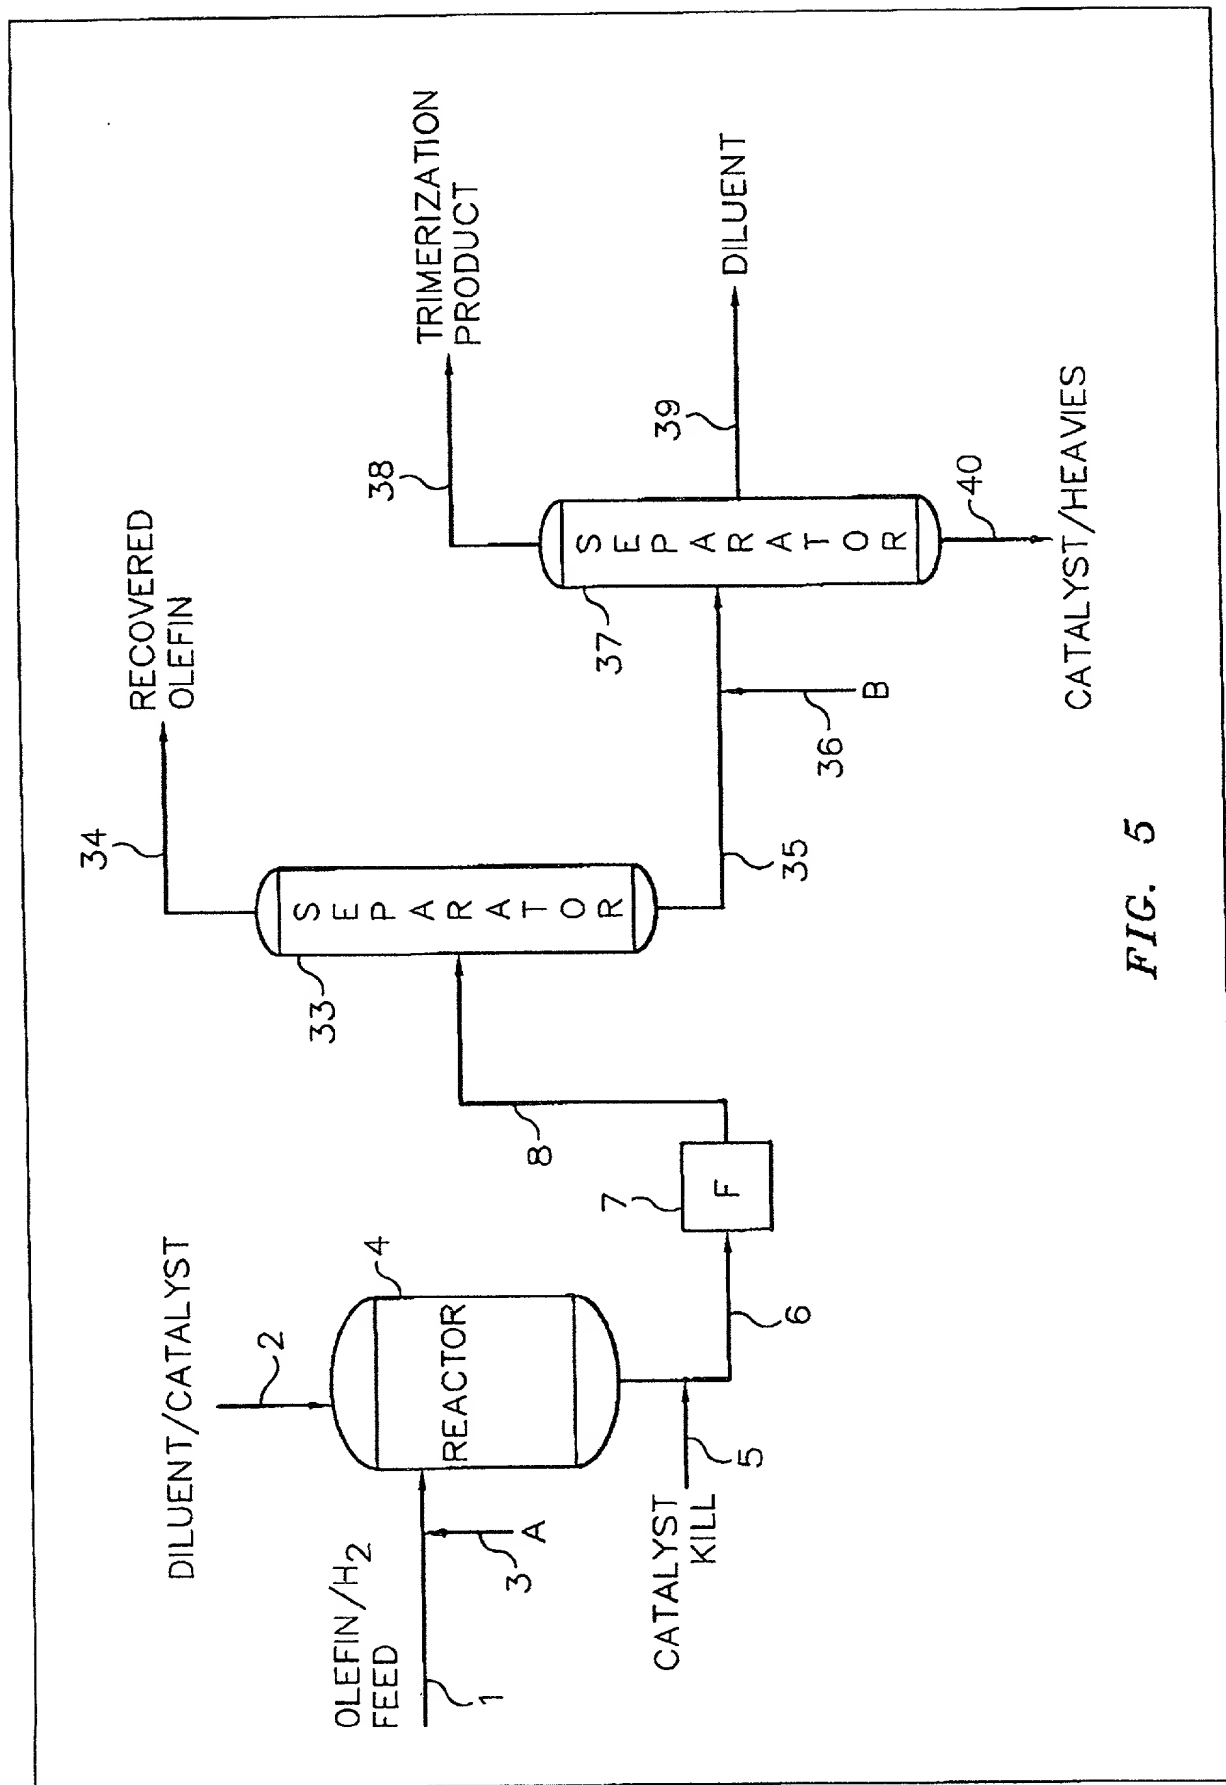 RECOVERED
OLEFIN
34
TRIMERIZATION
PRODUCT
38
DILUENT/CATALYST
2
4
REACTOR
OLEFIN/H2
FEED
1
3
A
CATALYST
KILL
5
6
7
F
8
33
SEPARATOR
35
36
B
37
SEPARATOR
39
DILUENT
40
CATALYST/HEAVIES
FIG. 5